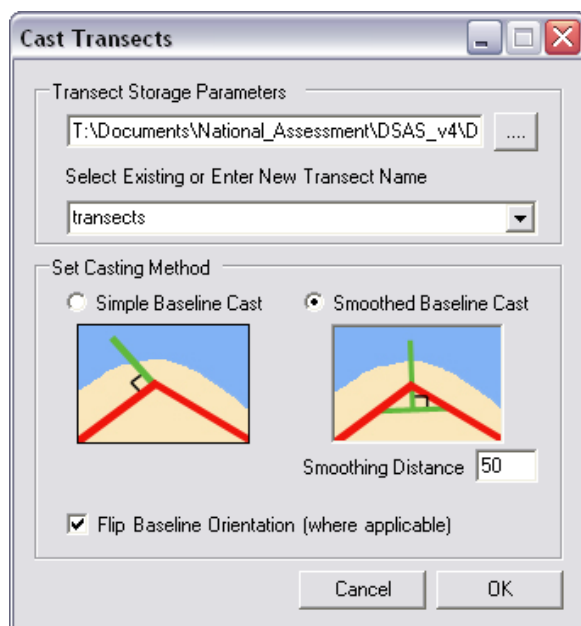 Cast Transects
Transect Storage Parameters
T:\Documents\National_Assessment\DSAS_v4\D
....
Select Existing or Enter New Transect Name
transects
Set Casting Method
Simple Baseline Cast
Smoothed Baseline Cast
Smoothing Distance 50
Flip Baseline Orientation (where applicable)
Cancel
OK